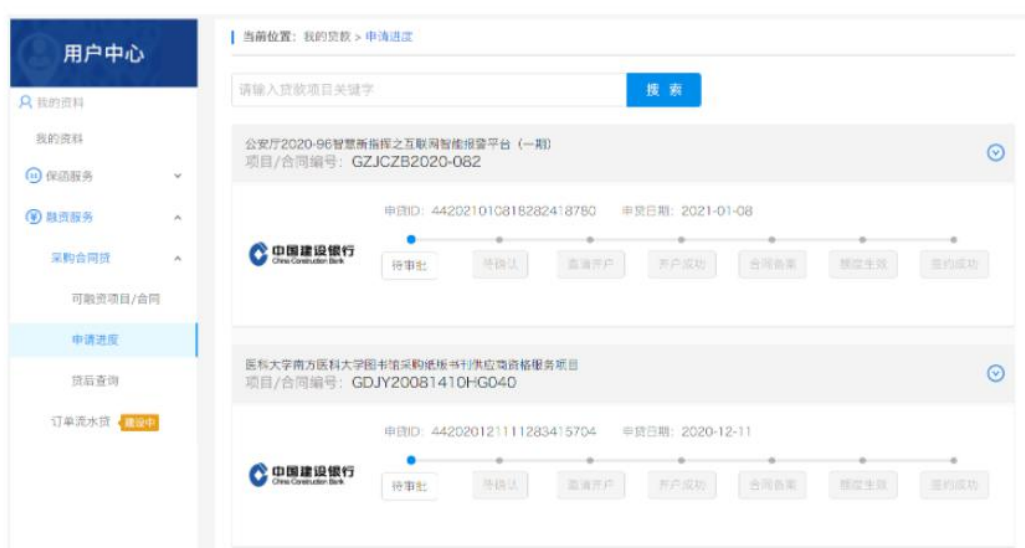 用户中心
当前位置：我的贷款 > 申请进度
请输入贷款项目关键字
搜 索
我的资料
我的资料
保函服务
融资服务
采购合同贷
可融资项目/合同
申请进度
贷后查询
订单流水贷 建设中
公安厅2020-96智慧新指挥之互联网智能报警平台（一期）
项目/合同编号：GZJCZB2020-082
申贷ID：442021010818282418780 申贷日期：2021-01-08
中国建设银行
China Construction Bank
待审批 待确认 邀请开户 开户成功 合同备案 额度生效 签约成功
医科大学南方医科大学图书馆采购纸版书刊供应商资格服务项目
项目/合同编号：GDJY20081410HG040
申贷ID：442020121111283415704 申贷日期：2020-12-11
中国建设银行
China Construction Bank
待审批 待确认 邀请开户 开户成功 合同备案 额度生效 签约成功